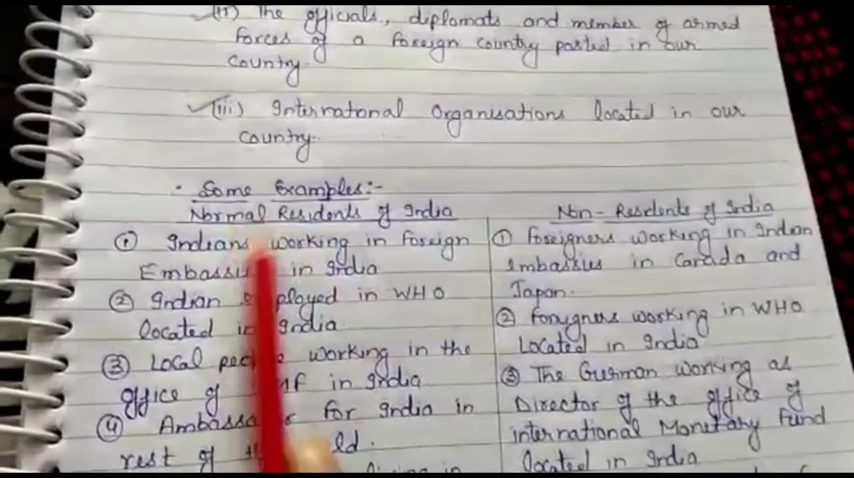 (ii) The officials, diplomats and member of armed
forces of a foreign country posted in our
country.
(iii) International Organisations located in our
country.
Some Examples:-
Normal Residents of India
① Indians working in foreign
in India
② Indian in WHO
located in India
③ Local working in the
office of in India
④ for India in
rest of
Non-Residents of India
① Foreigners working in Indian
embassies in Canada and
Japan.
② Foreigners working in WHO
Located in India
③ The German working as
Director of the office of
international Monetary Fund
located in India